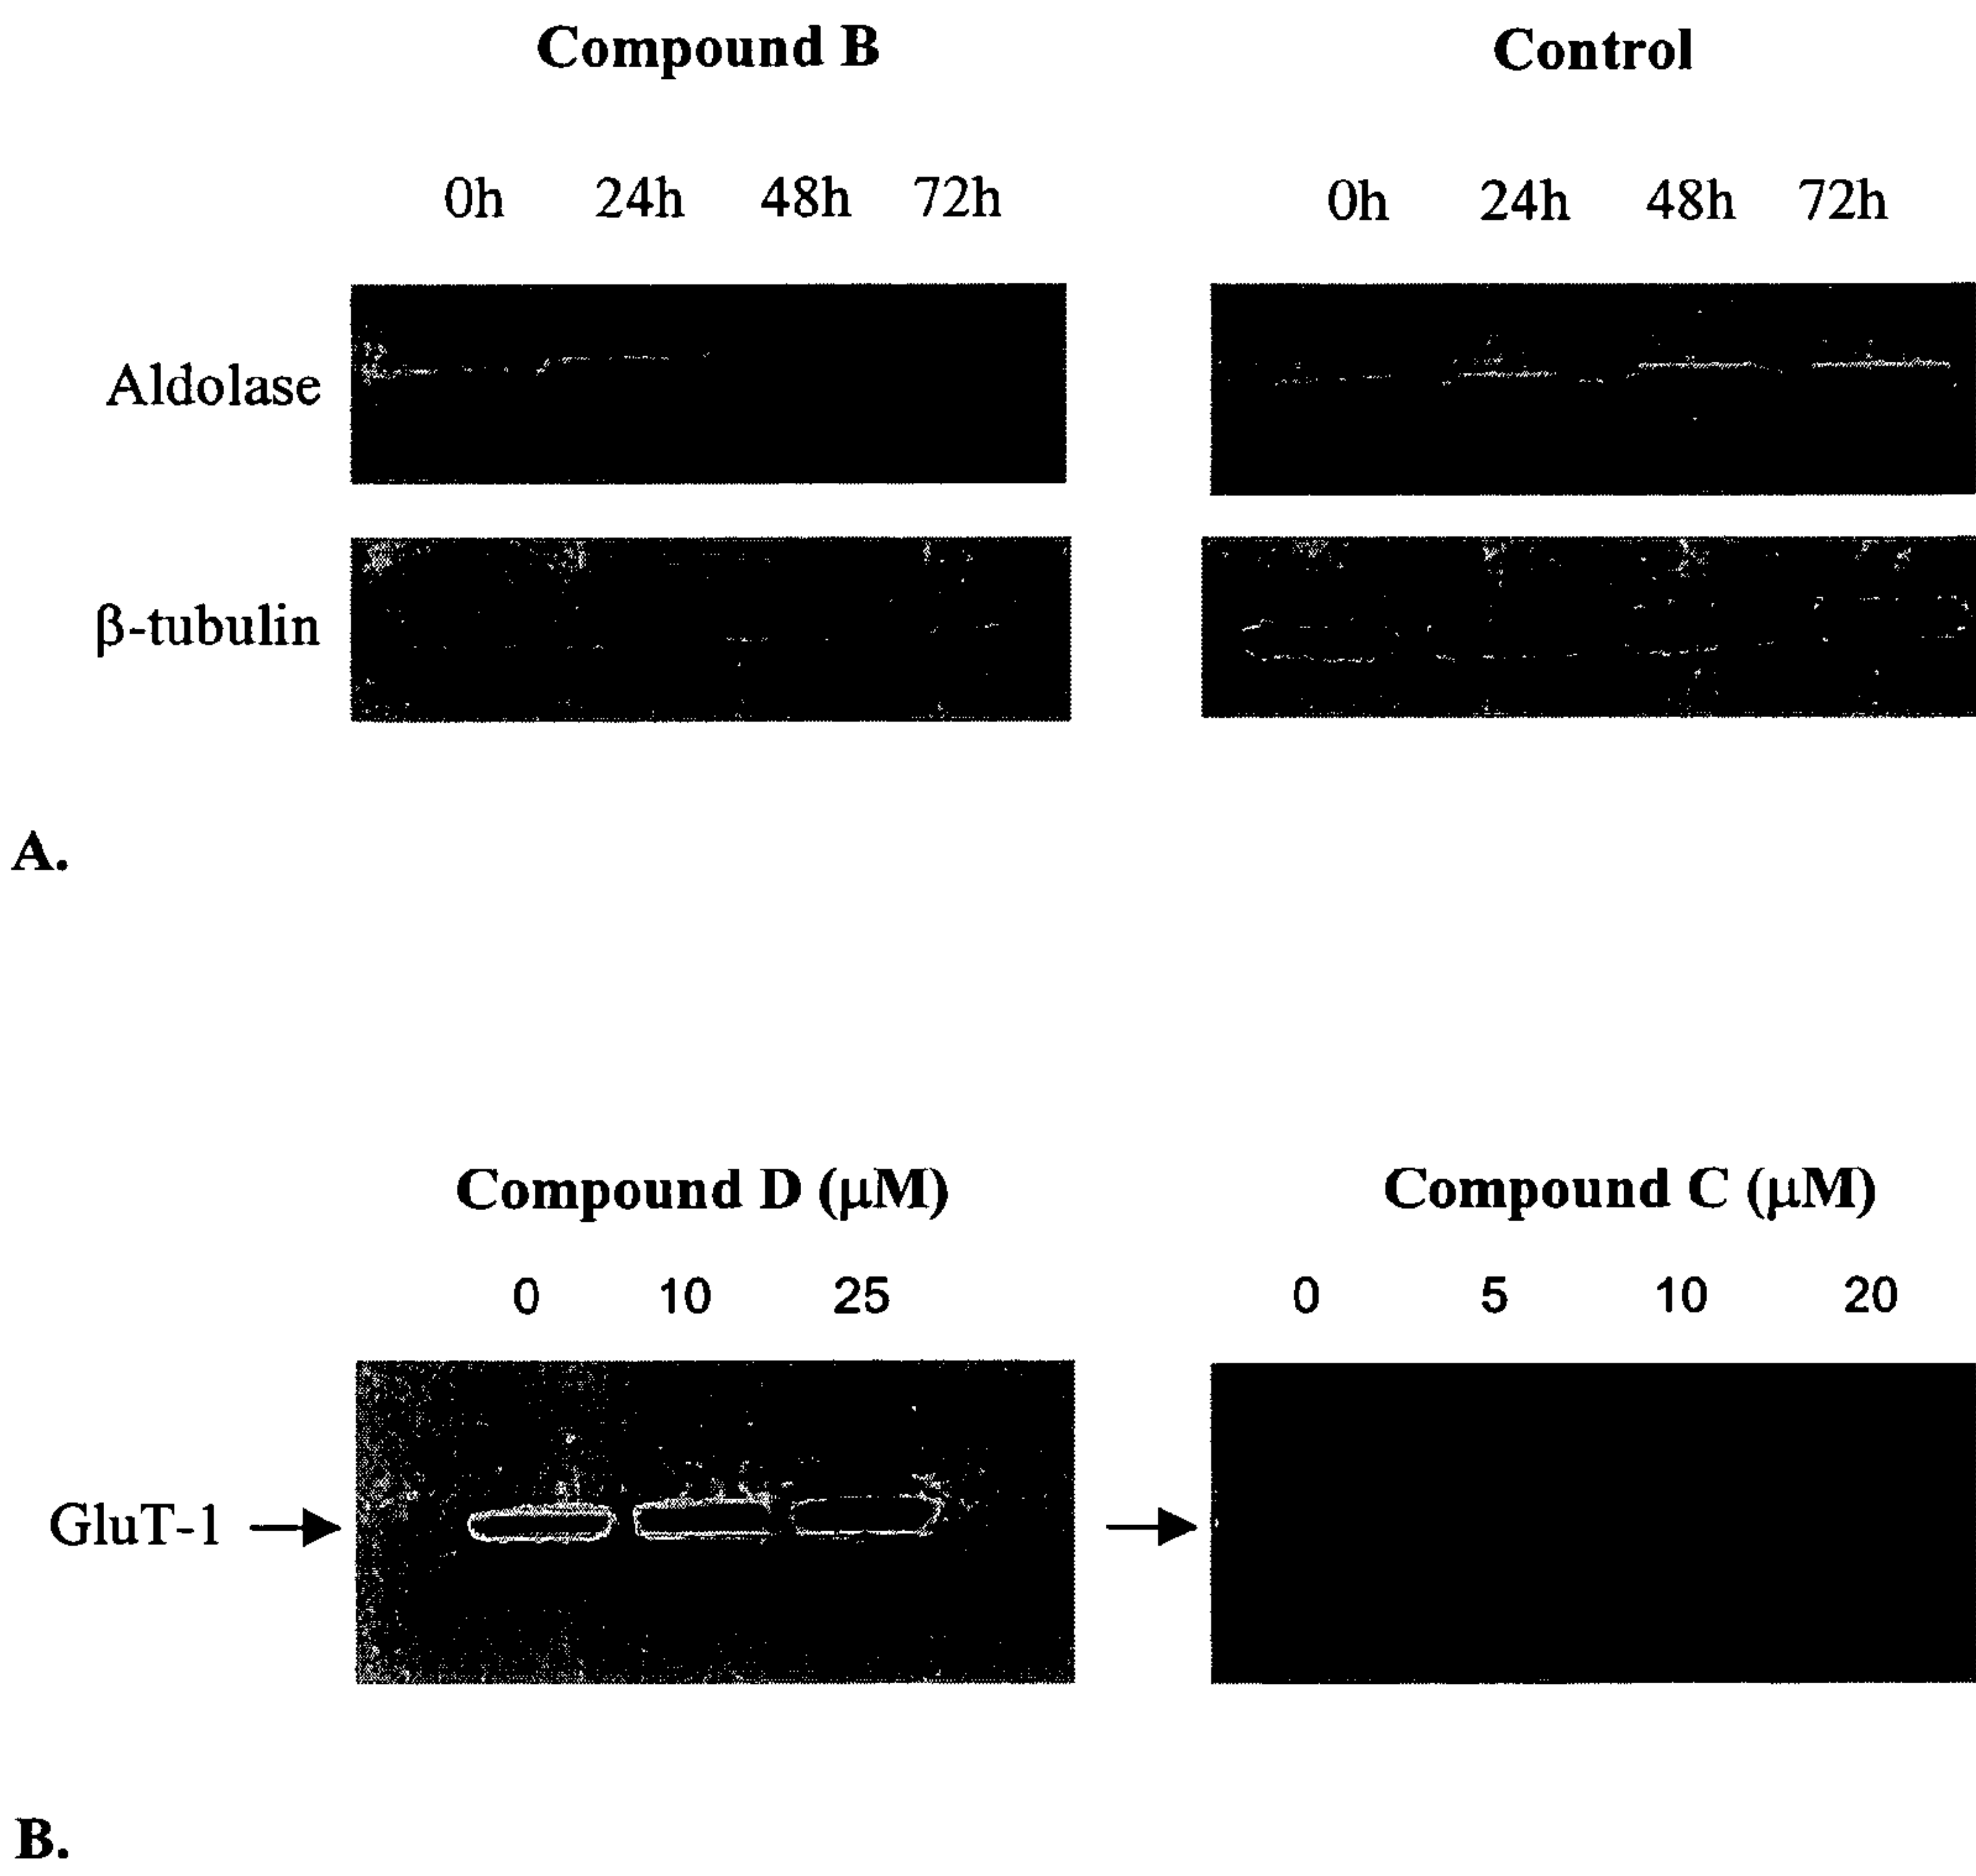 Compound B Control
0h 24h 48h 72h 0h 24h 48h 72h
Aldolase
β-tubulin
A.
Compound D (μM) Compound C (μM)
0 10 25 0 5 10 20
GluT-1
B.